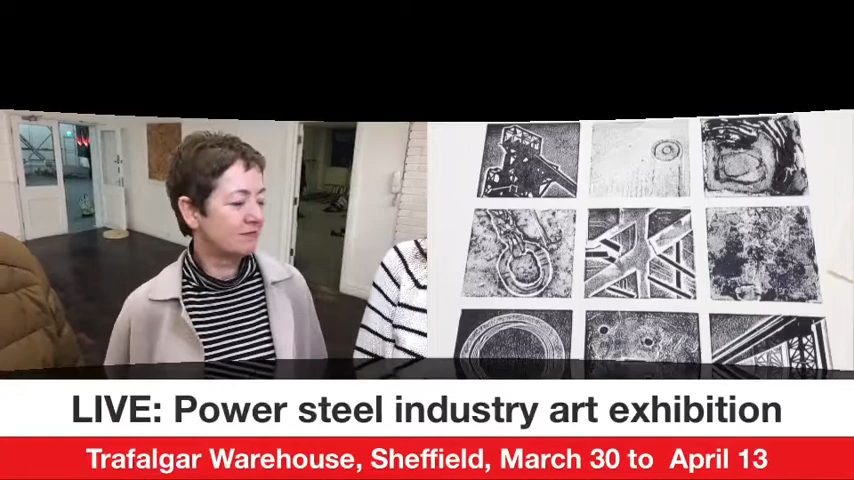 LIVE: Power steel industry art exhibition
Trafalgar Warehouse, Sheffield, March 30 to April 13